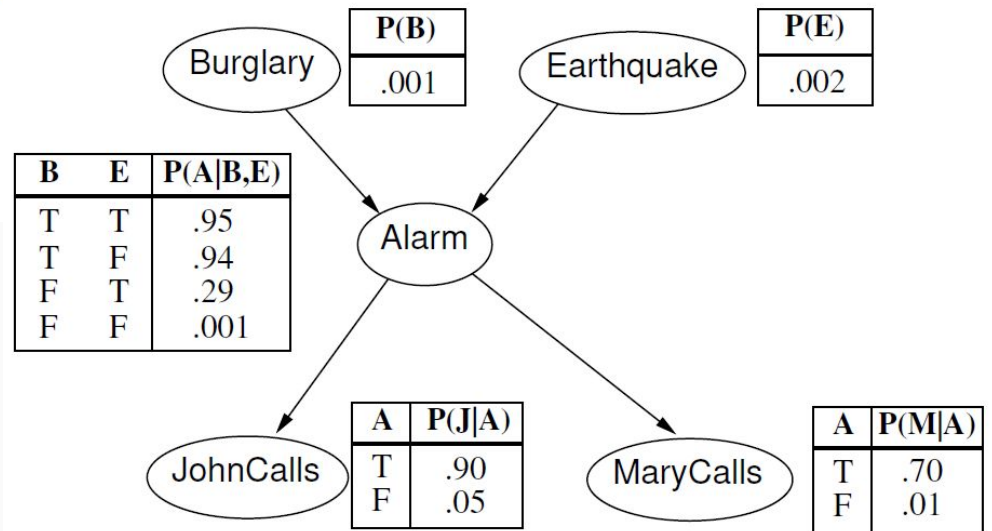 Burglary
P(B)
.001
Earthquake
P(E)
.002
B E P(A|B,E)
T T .95
T F .94
F T .29
F F .001
Alarm
JohnCalls
A P(J|A)
T .90
F .05
MaryCalls
A P(M|A)
T .70
F .01